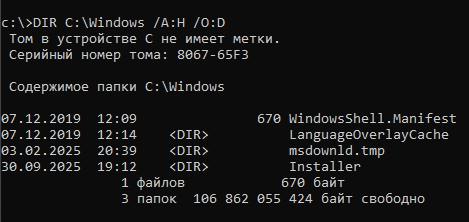 c:\>DIR C:\Windows /A:H /O:D
Том в устройстве C не имеет метки.
Серийный номер тома: 8067-65F3
Содержимое папки C:\Windows
07.12.2019  12:09               670 WindowsShell.Manifest
07.12.2019  12:14    <DIR>          LanguageOverlayCache
03.02.2025  20:39    <DIR>          msdownld.tmp
30.09.2025  19:12    <DIR>          Installer
1 файлов            670 байт
3 папок  106 862 055 424 байт свободно